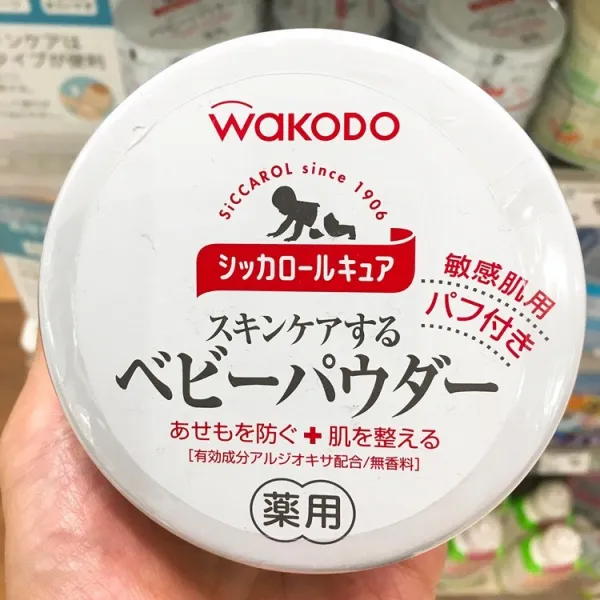 wakodo
SiCCAROL since 1906
シッカロールキュア
敏感肌用
パフ付き
スキンケアする
ベビーパウダー
あせもを防ぐ+肌を整える
[有効成分アルジオキサ配合/無香料]
薬用